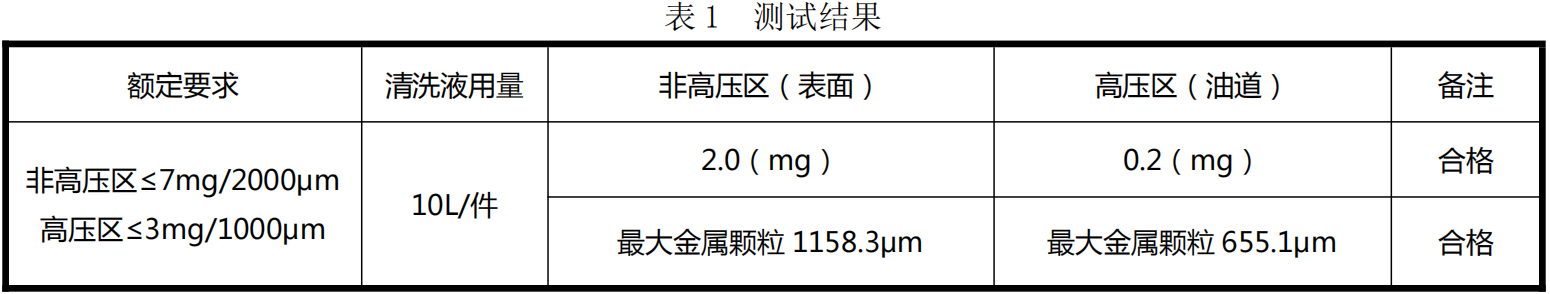 表 1 测试结果
额定要求 清洗液用量 非高压区（表面） 高压区（油道） 备注
非高压区≤7mg/2000μm
高压区≤3mg/1000μm
10L/件
2.0（mg） 0.2（mg） 合格
最大金属颗粒 1158.3μm 最大金属颗粒 655.1μm 合格